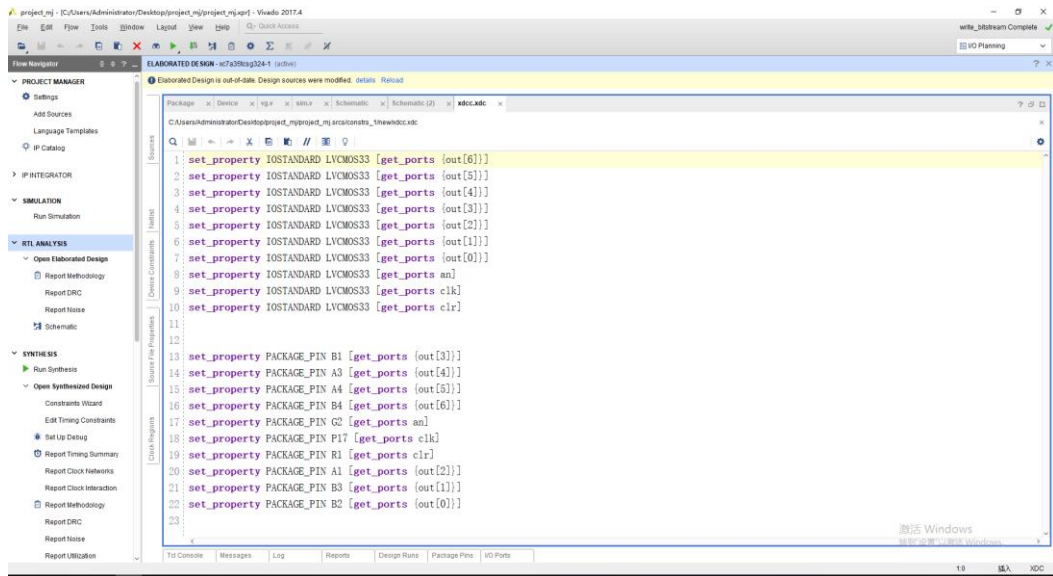 project_mj - [C:/Users/Administrator/Desktop/project_mj/project_mj.xpr] - Vivado 2017.4
File Edit Flow Tools Window Layout View Help Q- Quick Access
write_bitstream Complete
I/O Planning
Flow Navigator
ELABORATED DESIGN - xc7a35tcsg324-1 (active)
Elaborated Design is out-of-date. Design sources were modified. details Reload
PROJECT MANAGER
Settings
Add Sources
Language Templates
IP Catalog
IP INTEGRATOR
SIMULATION
Run Simulation
RTL ANALYSIS
Open Elaborated Design
Report Methodology
Report DRC
Report Noise
Schematic
SYNTHESIS
Run Synthesis
Open Synthesized Design
Constraints Wizard
Edit Timing Constraints
Set Up Debug
Report Timing Summary
Report Clock Networks
Report Clock Interaction
Report Methodology
Report DRC
Report Noise
Report Utilization
Sources
Netlist
Device Constraints
Source File Properties
Clock Regions
Package Device vg.v sim.v Schematic Schematic (2) xdcc.xdc
C:/Users/Administrator/Desktop/project_mj/project_mj.srcs/constrs_1/new/xdcc.xdc
1 set_property IOSTANDARD LVCMOS33 [get_ports {out[6]}]
2 set_property IOSTANDARD LVCMOS33 [get_ports {out[5]}]
3 set_property IOSTANDARD LVCMOS33 [get_ports {out[4]}]
4 set_property IOSTANDARD LVCMOS33 [get_ports {out[3]}]
5 set_property IOSTANDARD LVCMOS33 [get_ports {out[2]}]
6 set_property IOSTANDARD LVCMOS33 [get_ports {out[1]}]
7 set_property IOSTANDARD LVCMOS33 [get_ports {out[0]}]
8 set_property IOSTANDARD LVCMOS33 [get_ports an]
9 set_property IOSTANDARD LVCMOS33 [get_ports clk]
10 set_property IOSTANDARD LVCMOS33 [get_ports clr]
11
12
13 set_property PACKAGE_PIN B1 [get_ports {out[3]}]
14 set_property PACKAGE_PIN A3 [get_ports {out[4]}]
15 set_property PACKAGE_PIN A4 [get_ports {out[5]}]
16 set_property PACKAGE_PIN B4 [get_ports {out[6]}]
17 set_property PACKAGE_PIN G2 [get_ports an]
18 set_property PACKAGE_PIN P17 [get_ports clk]
19 set_property PACKAGE_PIN R1 [get_ports clr]
20 set_property PACKAGE_PIN A1 [get_ports {out[2]}]
21 set_property PACKAGE_PIN B3 [get_ports {out[1]}]
22 set_property PACKAGE_PIN B2 [get_ports {out[0]}]
23
激活 Windows
Tcl Console Messages Log Reports Design Runs Package Pins I/O Ports
1:0 插入 XDC